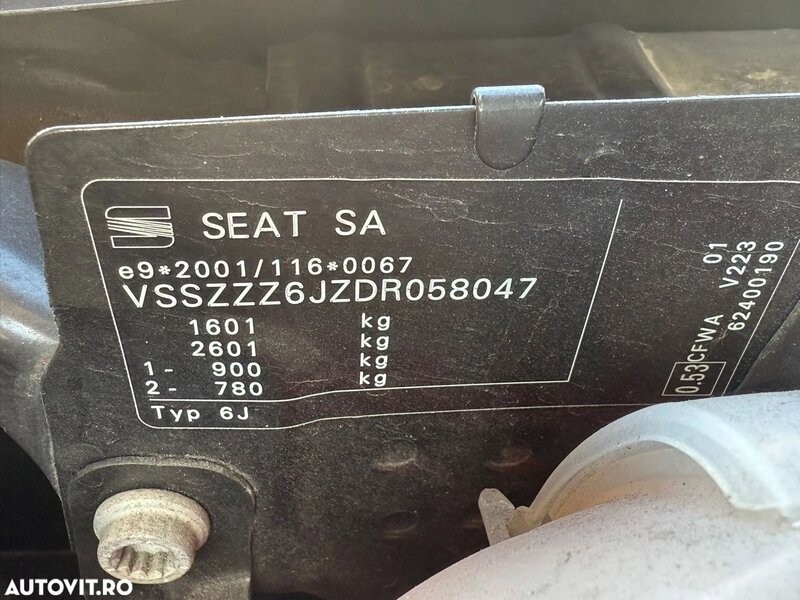 SEAT SA
e9*2001/116*0067
VSSZZZ6JZDR058047
1601 kg
2601 kg
1- 900 kg
2- 780 kg
Typ 6J
0.53 CFWA 01
V223
62400190
AUTOVIT.RO